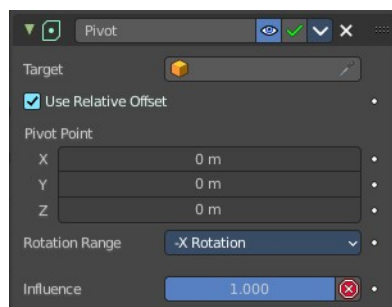 Pivot
Target
Use Relative Offset
Pivot Point
X 0 m
Y 0 m
Z 0 m
Rotation Range -X Rotation
Influence 1.000